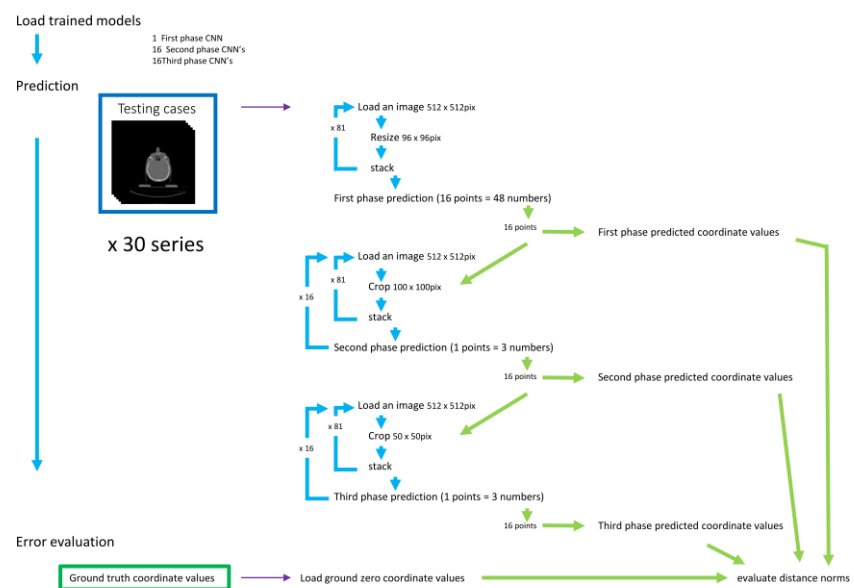 Load trained models
1 First phase CNN
16 Second phase CNN's
16Third phase CNN's
Prediction
Testing cases
x 30 series
Load an image 512 x 512pix
x 81
Resize 96 x 96pix
stack
First phase prediction (16 points = 48 numbers)
16 points
First phase predicted coordinate values
Load an image 512 x 512pix
x 81
Crop 100 x 100pix
x 16
stack
Second phase prediction (1 points = 3 numbers)
16 points
Second phase predicted coordinate values
Load an image 512 x 512pix
x 81
Crop 50 x 50pix
x 16
stack
Third phase prediction (1 points = 3 numbers)
16 points
Third phase predicted coordinate values
Error evaluation
Ground truth coordinate values
Load ground zero coordinate values
evaluate distance norms